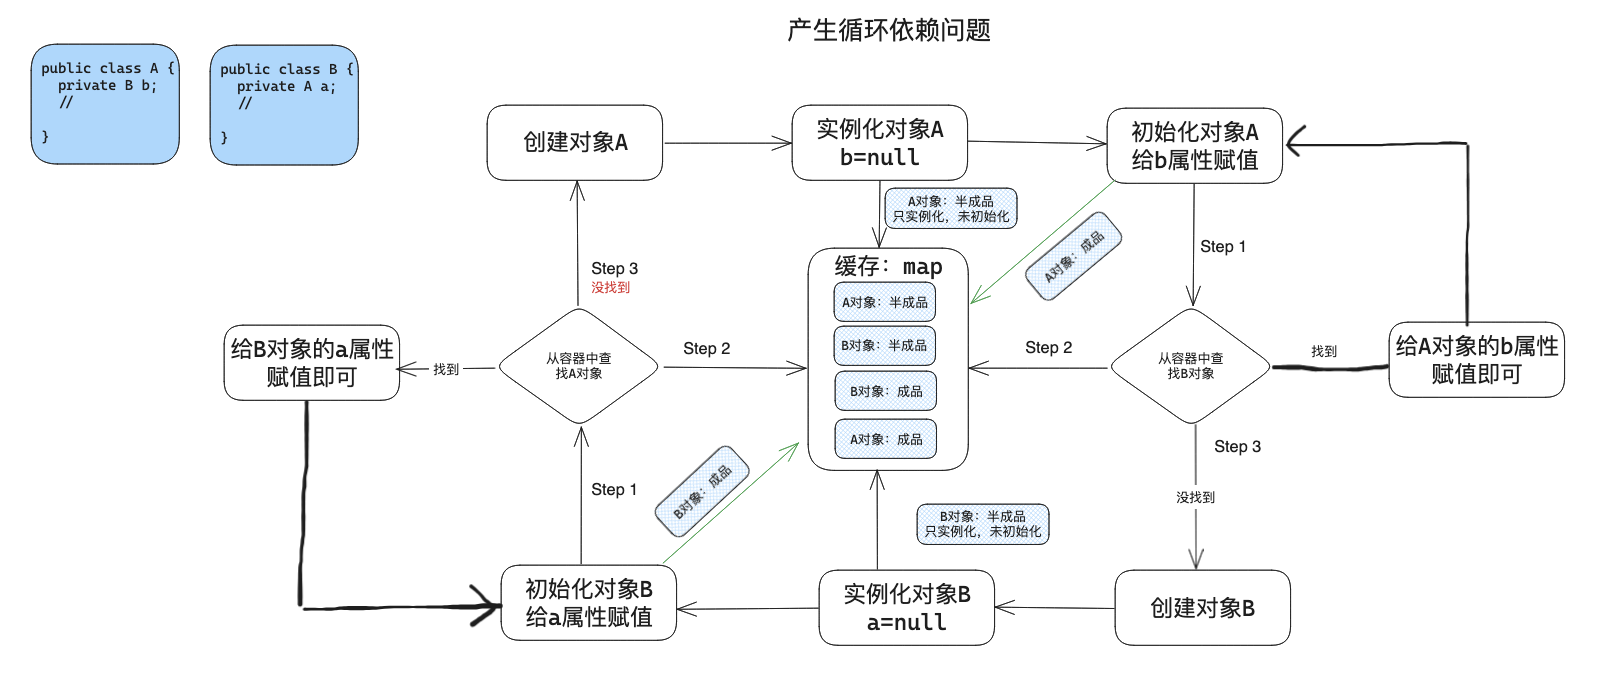 产生循环依赖问题
public class A {
private B b;
//
}
public class B {
private A a;
//
}
创建对象A
实例化对象A
b=null
初始化对象A
给b属性赋值
A对象：半成品
只实例化，未初始化
A对象：成品
Step 1
Step 3
没找到
缓存：map
A对象：半成品
B对象：半成品
B对象：成品
A对象：成品
给B对象的a属性
赋值即可
找到
从容器中查
找A对象
Step 2
Step 2
从容器中查
找B对象
找到
给A对象的b属性
赋值即可
Step 3
没找到
Step 1
B对象：成品
B对象：半成品
只实例化，未初始化
初始化对象B
给a属性赋值
实例化对象B
a=null
创建对象B